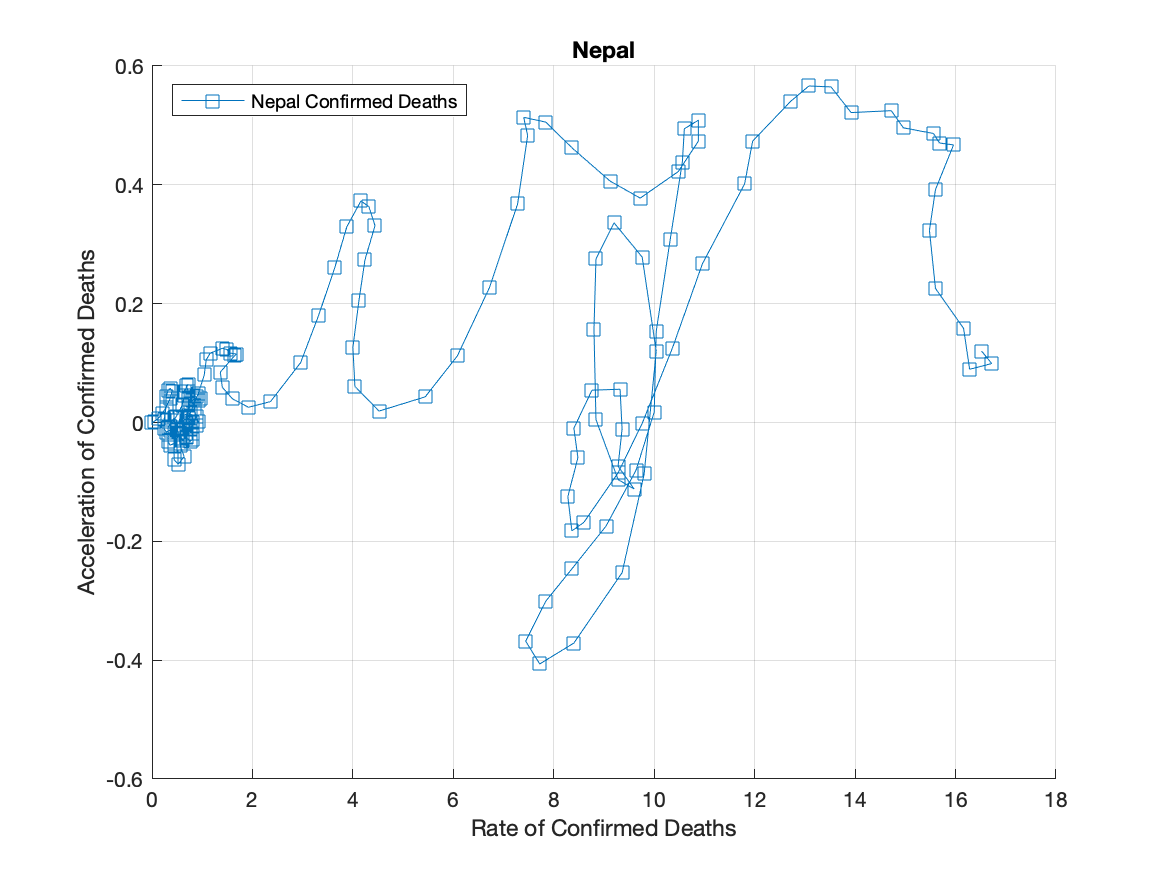 Nepal
Nepal Confirmed Deaths
Acceleration of Confirmed Deaths
0.6
0.4
0.2
0
-0.2
-0.4
-0.6
0 2 4 6 8 10 12 14 16 18
Rate of Confirmed Deaths